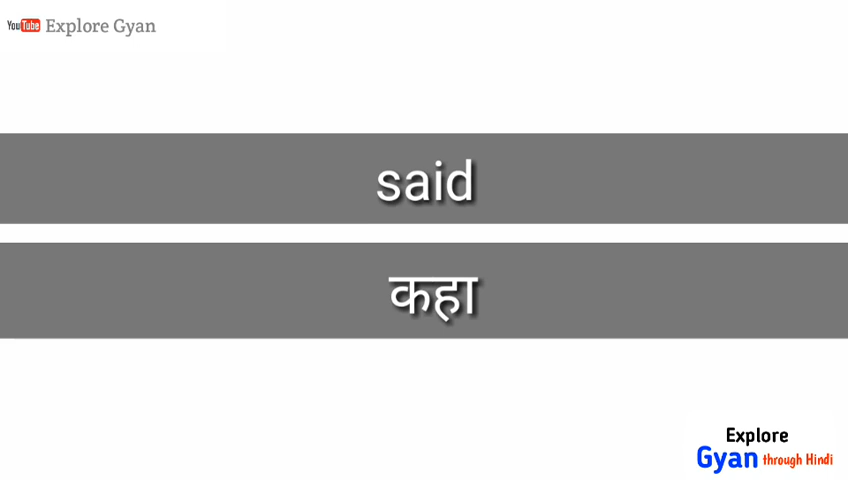 YouTube Explore Gyan
said
कहा
Explore
Gyan through Hindi